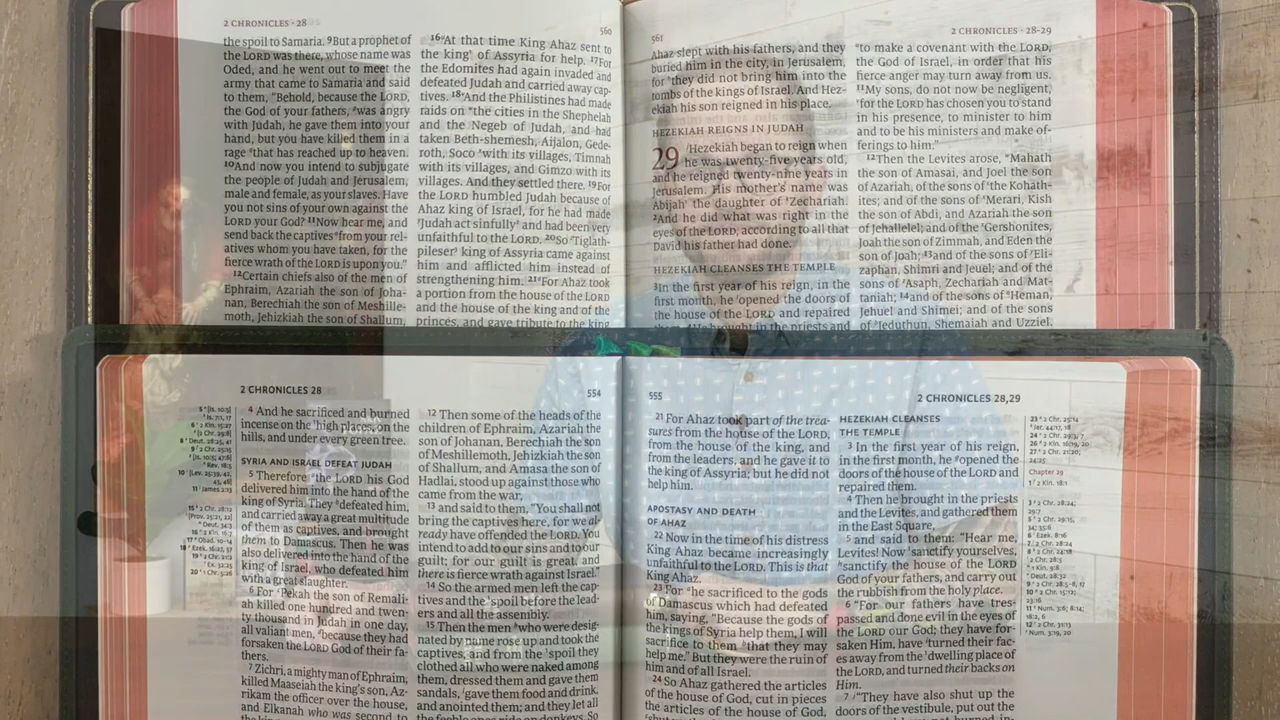 2 CHRONICLES · 28
560
the spoil to Samaria. 9But a prophet of
the LORD was there, whose name was
Oded, and he went out to meet the
army that came to Samaria and said
to them, "Behold, because the LORD,
the God of your fathers, was angry
with Judah, he gave them into your
hand, but you have killed them in a
rage that has reached up to heaven.
10And now you intend to subjugate
the people of Judah and Jerusalem,
male and female, as your slaves. Have
you not sins of your own against the
LORD your God? 11Now hear me, and
send back the captives from your rel-
atives whom you have taken, for the
fierce wrath of the LORD is upon you."
12Certain chiefs also of the men of
Ephraim, Azariah the son of Joha-
nan, Berechiah the son of Meshille-
moth, Jehizkiah the son of Shallum,
16"At that time King Ahaz sent to
the king of Assyria for help. 17For
the Edomites had again invaded and
defeated Judah and carried away cap-
tives. 18And the Philistines had made
raids on the cities in the Shephelah
and the Negeb of Judah, and had
taken Beth-shemesh, Aijalon, Gede-
roth, Soco with its villages, Timnah
with its villages, and Gimzo with its
villages. And they settled there. 19For
the LORD humbled Judah because of
Ahaz king of Israel, for he had made
Judah act sinfully and had been very
unfaithful to the LORD. 20So Tiglath-
pileser king of Assyria came against
him and afflicted him instead of
strengthening him. 21For Ahaz took
a portion from the house of the LORD
and the house of the king and of the
princes, and gave tribute to the king
561
2 CHRONICLES · 28-29
Ahaz slept with his fathers, and they
buried him in the city, in Jerusalem,
for they did not bring him into the
tombs of the kings of Israel. And Hez-
ekiah his son reigned in his place.
HEZEKIAH REIGNS IN JUDAH
29 Hezekiah began to reign when
he was twenty-five years old,
and he reigned twenty-nine years in
Jerusalem. His mother's name was
Abijah the daughter of Zechariah.
2And he did what was right in the
eyes of the LORD, according to all that
David his father had done.
HEZEKIAH CLEANSES THE TEMPLE
3In the first year of his reign, in the
first month, he opened the doors of
the house of the LORD and repaired
He brought in the priests and
"to make a covenant with the LORD,
the God of Israel, in order that his
fierce anger may turn away from us.
11My sons, do not now be negligent,
for the LORD has chosen you to stand
in his presence, to minister to him
and to be his ministers and make of-
ferings to him."
12Then the Levites arose, Mahath
the son of Amasai, and Joel the son
of Azariah, of the sons of the Kohath-
ites; and of the sons of Merari, Kish
the son of Abdi, and Azariah the son
of Jehallelel; and of the Gershonites,
Joah the son of Zimmah, and Eden the
son of Joah; 13and of the sons of Eli-
zaphan, Shimri and Jeuel; and of the
sons of Asaph, Zechariah and Mat-
taniah; 14and of the sons of Heman,
Jehuel and Shimei; and of the sons
of Jeduthun, Shemaiah and Uzziel.
2 CHRONICLES 28
554
4 And he sacrificed and burned
incense on the high places, on the
hills, and under every green tree.
SYRIA AND ISRAEL DEFEAT JUDAH
5 Therefore the LORD his God
delivered him into the hand of the
king of Syria. They defeated him,
and carried away a great multitude
of them as captives, and brought
them to Damascus. Then he was
also delivered into the hand of the
king of Israel, who defeated him
with a great slaughter.
6 For Pekah the son of Remali-
ah killed one hundred and twen-
ty thousand in Judah in one day,
all valiant men, because they had
forsaken the LORD God of their fa-
thers.
7 Zichri, a mighty man of Ephraim,
killed Maaseiah the king's son, Az-
rikam the officer over the house,
and Elkanah who was second to
12 Then some of the heads of the
children of Ephraim, Azariah the
son of Johanan, Berechiah the son
of Meshillemoth, Jehizkiah the son
of Shallum, and Amasa the son of
Hadlai, stood up against those who
came from the war,
13 and said to them, "You shall not
bring the captives here, for we al-
ready have offended the LORD. You
intend to add to our sins and to our
guilt; for our guilt is great, and
there is fierce wrath against Israel."
14 So the armed men left the cap-
tives and the spoil before the lead-
ers and all the assembly.
15 Then the men who were desig-
nated by name rose up and took the
captives, and from the spoil they
clothed all who were naked among
them, dressed them and gave them
sandals, gave them food and drink,
and anointed them; and they let all
the feeble ones ride on donkeys. So
555
2 CHRONICLES 28,29
21 For Ahaz took part of the trea-
sures from the house of the LORD,
from the house of the king, and
from the leaders, and he gave it to
the king of Assyria; but he did not
help him.
APOSTASY AND DEATH
OF AHAZ
22 Now in the time of his distress
King Ahaz became increasingly
unfaithful to the LORD. This is that
King Ahaz.
23 For he sacrificed to the gods
of Damascus which had defeated
him, saying, "Because the gods of
the kings of Syria help them, I will
sacrifice to them that they may
help me." But they were the ruin of
him and of all Israel.
24 So Ahaz gathered the articles
of the house of God, cut in pieces
the articles of the house of God,
HEZEKIAH CLEANSES
THE TEMPLE
3 In the first year of his reign,
in the first month, he opened the
doors of the house of the LORD and
repaired them.
4 Then he brought in the priests
and the Levites, and gathered them
in the East Square,
5 and said to them: "Hear me,
Levites! Now sanctify yourselves,
sanctify the house of the LORD
God of your fathers, and carry out
the rubbish from the holy place.
6 "For our fathers have tres-
passed and done evil in the eyes of
the LORD our God; they have for-
saken Him, have turned their fac-
es away from the dwelling place of
the LORD, and turned their backs on
Him.
7 "They have also shut up the
doors of the vestibule, put out the